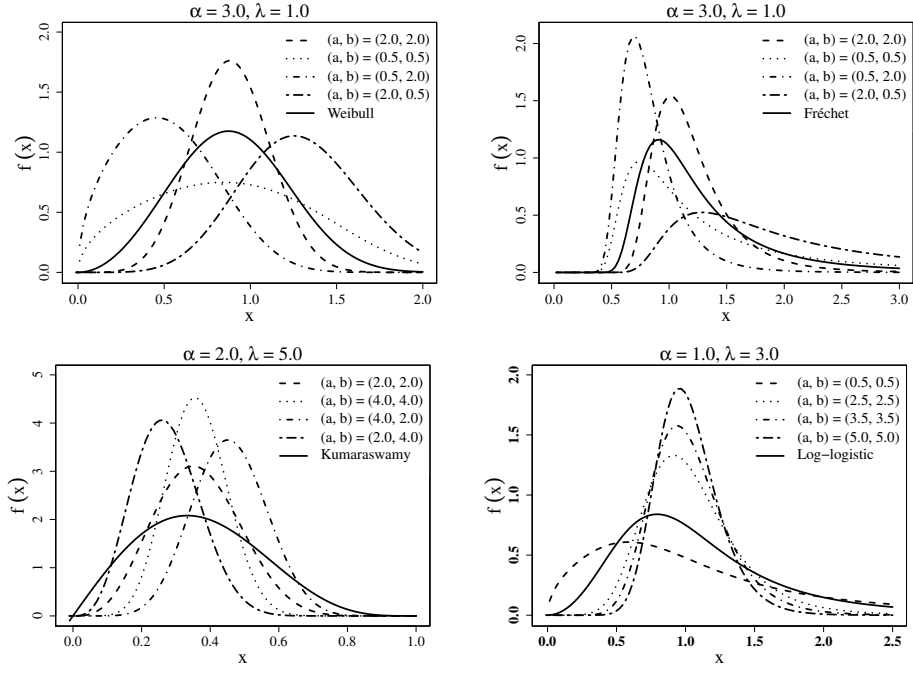 α = 3.0, λ = 1.0
f (x)
2.0
1.5
1.0
0.5
0.0
(a, b) = (2.0, 2.0)
(a, b) = (0.5, 0.5)
(a, b) = (0.5, 2.0)
(a, b) = (2.0, 0.5)
Weibull
0.0 0.5 1.0 1.5 2.0
x
α = 3.0, λ = 1.0
f (x)
2.0
1.5
1.0
0.5
0.0
(a, b) = (2.0, 2.0)
(a, b) = (0.5, 0.5)
(a, b) = (0.5, 2.0)
(a, b) = (2.0, 0.5)
Fréchet
0.0 0.5 1.0 1.5 2.0 2.5 3.0
x
α = 2.0, λ = 5.0
f (x)
5
4
3
2
1
0
(a, b) = (2.0, 2.0)
(a, b) = (4.0, 4.0)
(a, b) = (4.0, 2.0)
(a, b) = (2.0, 4.0)
Kumaraswamy
0.0 0.2 0.4 0.6 0.8 1.0
x
α = 1.0, λ = 3.0
f (x)
2.0
1.5
1.0
0.5
0.0
(a, b) = (0.5, 0.5)
(a, b) = (2.5, 2.5)
(a, b) = (3.5, 3.5)
(a, b) = (5.0, 5.0)
Log−logistic
0.0 0.5 1.0 1.5 2.0 2.5
x